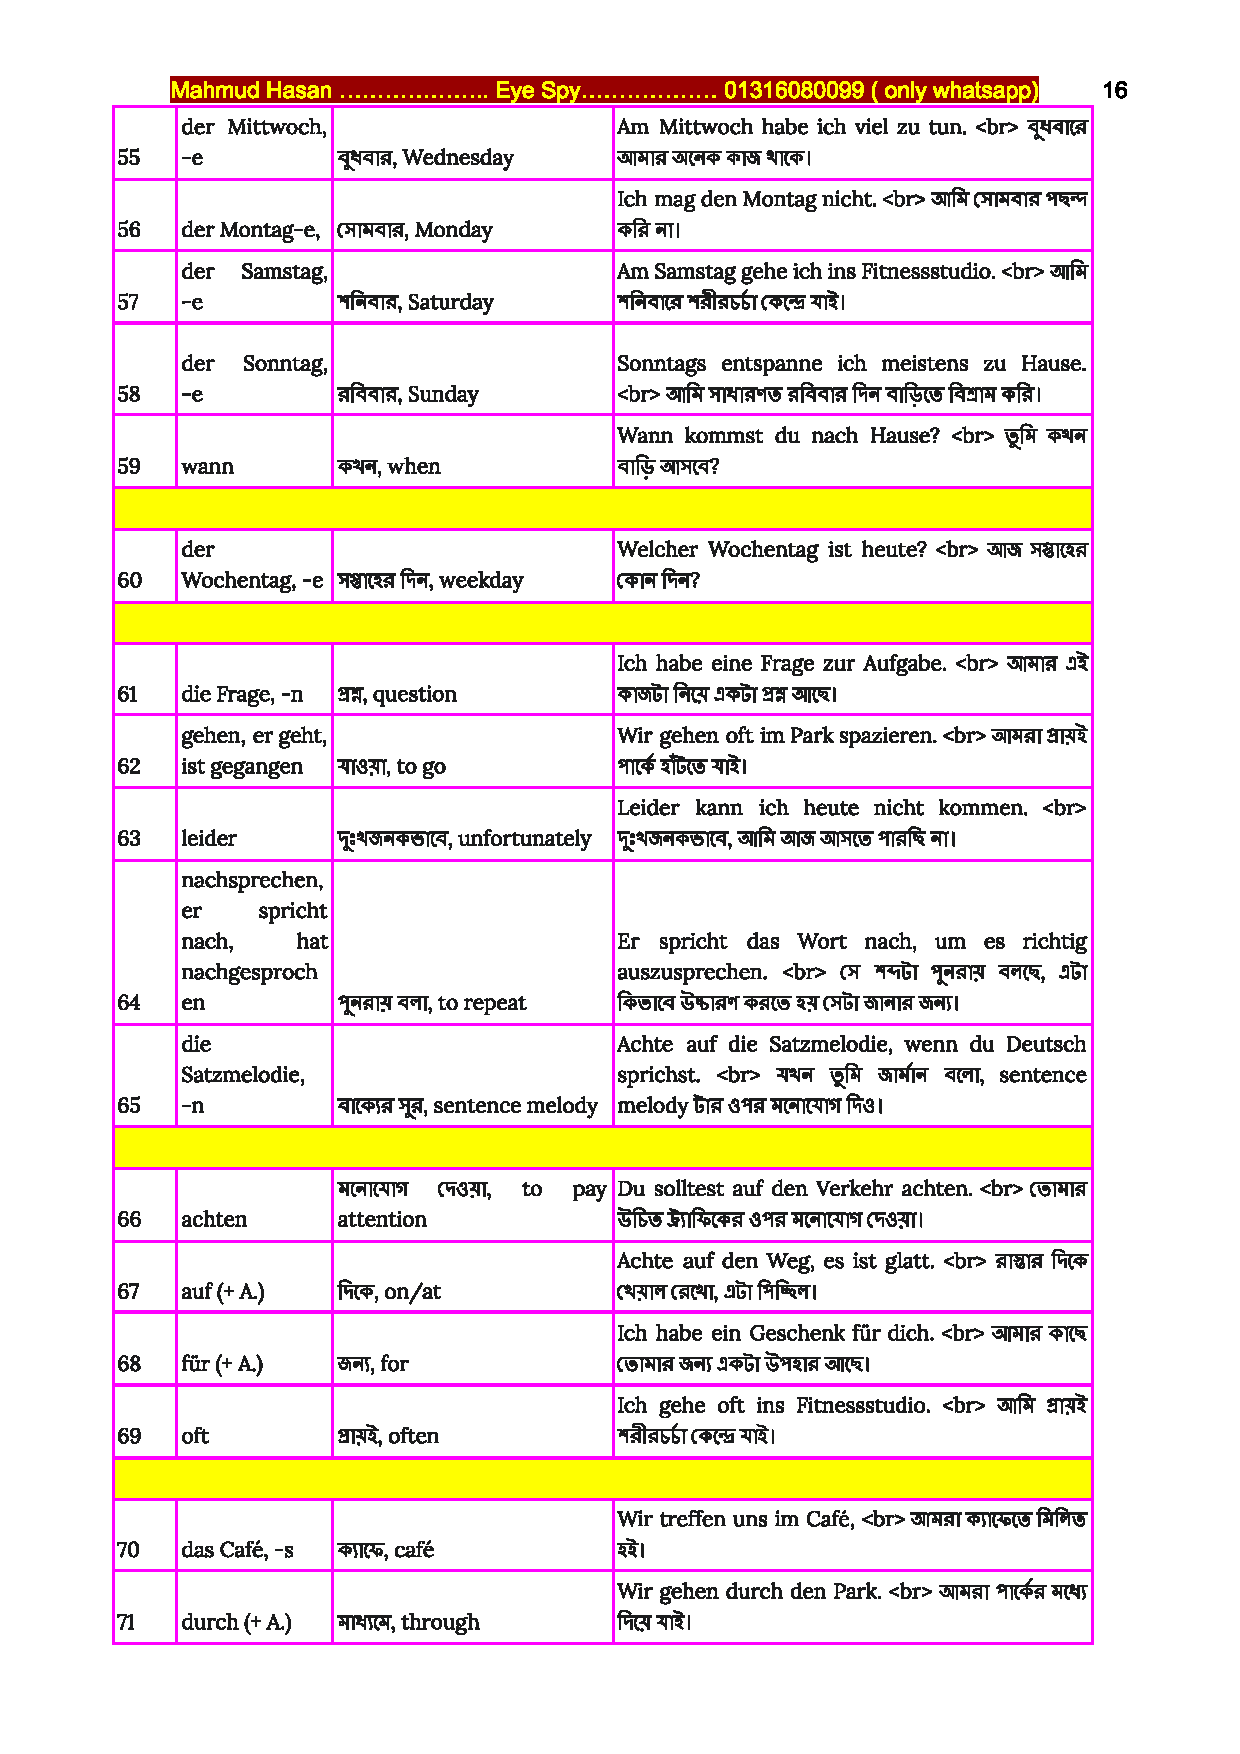 Mahmud Hasan ……………….. Eye Spy……………… 01316080099 ( only whatsapp) 16
der Mittwoch, Am Mittwoch habe ich viel zu tun. <br> বুধবারে
55 -e বুধবার, Wednesday আমার অনেক কাজ থাকে।
Ich mag den Montag nicht. <br> আমি সোমবার পছন্দ
56 der Montag-e, সোমবার, Monday করি না।
der Samstag, Am Samstag gehe ich ins Fitnessstudio. <br> আমি
57 -e শনিবার, Saturday শনিবারে শরীরচর্চা কেন্দ্রে যাই।
der Sonntag, Sonntags entspanne ich meistens zu Hause.
58 -e রবিবার, Sunday <br> আমি সাধারণত রবিবার দিন বাড়িতে বিশ্রাম করি।
Wann kommst du nach Hause? <br> তুমি কখন
59 wann কখন, when বাড়ি আসবে?
der Welcher Wochentag ist heute? <br> আজ সপ্তাহের
60 Wochentag, -e সপ্তাহের দিন, weekday কোন দিন?
Ich habe eine Frage zur Aufgabe. <br> আমার এই
61 die Frage, -n প্রশ্ন, question কাজটা নিয়ে একটা প্রশ্ন আছে।
gehen, er geht, Wir gehen oft im Park spazieren. <br> আমরা প্রায়ই
62 ist gegangen যাওয়া, to go পার্কে হাঁটতে যাই।
Leider kann ich heute nicht kommen. <br>
63 leider দুঃখজনকভাবে, unfortunately দুঃখজনকভাবে, আমি আজ আসতে পারছি না।
nachsprechen,
er spricht
nach, hat Er spricht das Wort nach, um es richtig
nachgesproch auszusprechen. <br> সে শব্দটা পুনরায় বলছে, এটা
64 en পুনরায় বলা, to repeat কিভাবে উচ্চারণ করতে হয় সেটা জানার জন্য।
die Achte auf die Satzmelodie, wenn du Deutsch
Satzmelodie, sprichst. <br> যখন তুমি জার্মান বলো, sentence
65 -n বাক্যের সুর, sentence melody melody টার ওপর মনোযোগ দিও।
মনোযোগ দেওয়া, to pay Du solltest auf den Verkehr achten. <br> তোমার
66 achten attention উচিত ট্র্যাফিকের ওপর মনোযোগ দেওয়া।
Achte auf den Weg, es ist glatt. <br> রাস্তার দিকে
67 auf (+ A.) দিকে, on/at খেয়াল রেখো, এটা পিচ্ছিল।
Ich habe ein Geschenk für dich. <br> আমার কাছে
68 für (+ A.) জন্য, for তোমার জন্য একটা উপহার আছে।
Ich gehe oft ins Fitnessstudio. <br> আমি প্রায়ই
69 oft প্রায়ই, often শরীরচর্চা কেন্দ্রে যাই।
Wir treffen uns im Café, <br> আমরা ক্যাফেতে মিলিত
70 das Café, -s ক্যাফে, café হই।
Wir gehen durch den Park. <br> আমরা পার্কের মধ্যে
71 durch (+ A.) মাধ্যমে, through দিয়ে যাই।